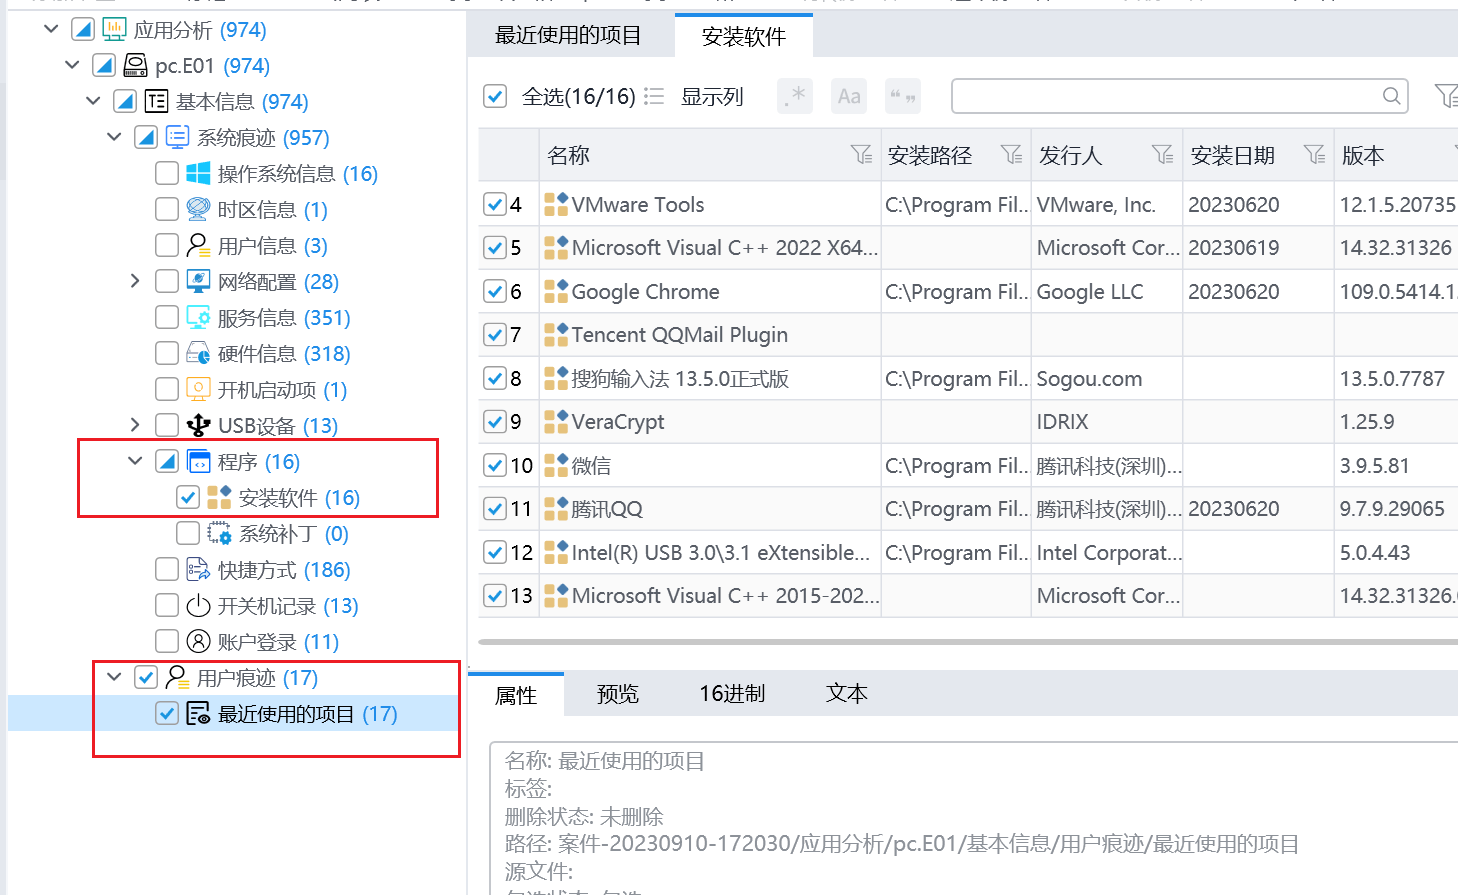 应用分析 (974)
pc.E01 (974)
基本信息 (974)
系统痕迹 (957)
操作系统信息 (16)
时区信息 (1)
用户信息 (3)
网络配置 (28)
服务信息 (351)
硬件信息 (318)
开机启动项 (1)
USB设备 (13)
程序 (16)
安装软件 (16)
系统补丁 (0)
快捷方式 (186)
开关机记录 (13)
账户登录 (11)
用户痕迹 (17)
最近使用的项目 (17)
最近使用的项目 安装软件
全选(16/16) 显示列 .* Aa “ ”
名称 安装路径 发行人 安装日期 版本
4 VMware Tools C:\Program Fil... VMware, Inc. 20230620 12.1.5.20735
5 Microsoft Visual C++ 2022 X64... Microsoft Cor... 20230619 14.32.31326
6 Google Chrome C:\Program Fil... Google LLC 20230620 109.0.5414.1
7 Tencent QQMail Plugin
8 搜狗输入法 13.5.0正式版 C:\Program Fil... Sogou.com 13.5.0.7787
9 VeraCrypt IDRIX 1.25.9
10 微信 C:\Program Fil... 腾讯科技(深圳)... 3.9.5.81
11 腾讯QQ C:\Program Fil... 腾讯科技(深圳)... 20230620 9.7.9.29065
12 Intel(R) USB 3.0\3.1 eXtensible... C:\Program Fil... Intel Corporat... 5.0.4.43
13 Microsoft Visual C++ 2015-202... Microsoft Cor... 14.32.31326.
属性 预览 16进制 文本
名称: 最近使用的项目
标签:
删除状态: 未删除
路径: 案件-20230910-172030/应用分析/pc.E01/基本信息/用户痕迹/最近使用的项目
源文件: